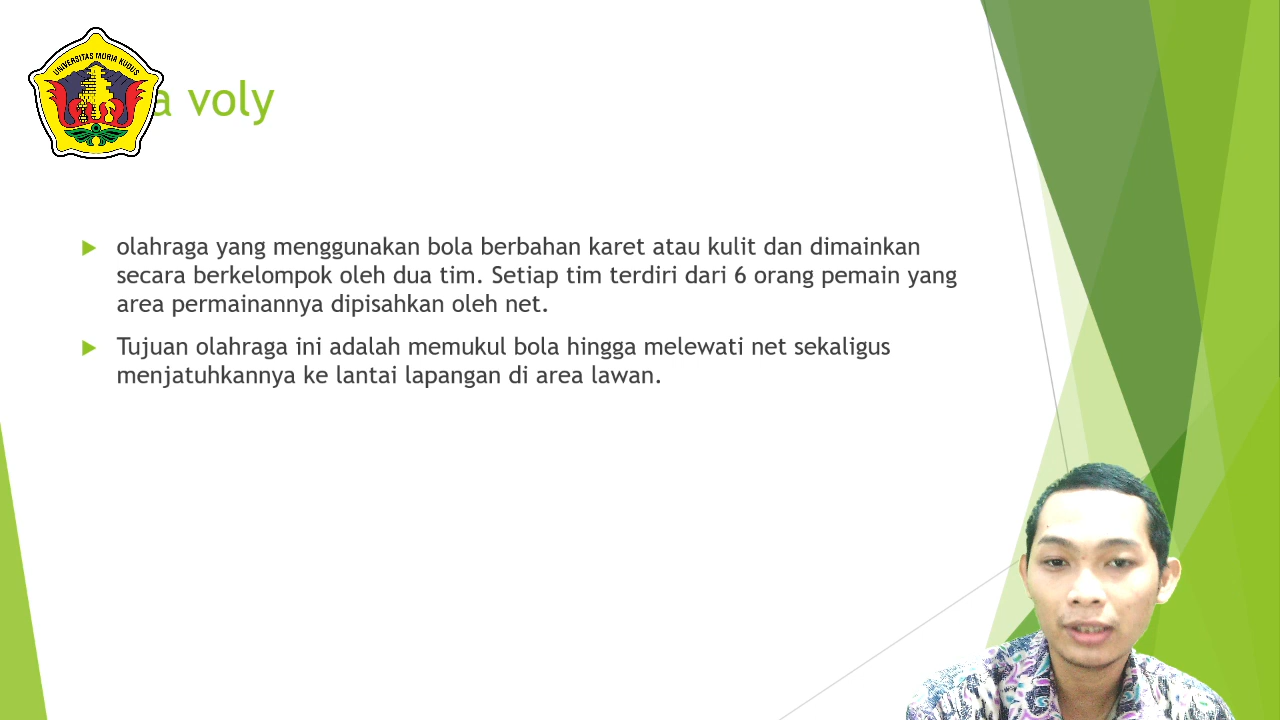 UNIVERSITAS MURIA KUDUS
a voly
olahraga yang menggunakan bola berbahan karet atau kulit dan dimainkan
secara berkelompok oleh dua tim. Setiap tim terdiri dari 6 orang pemain yang
area permainannya dipisahkan oleh net.
Tujuan olahraga ini adalah memukul bola hingga melewati net sekaligus
menjatuhkannya ke lantai lapangan di area lawan.